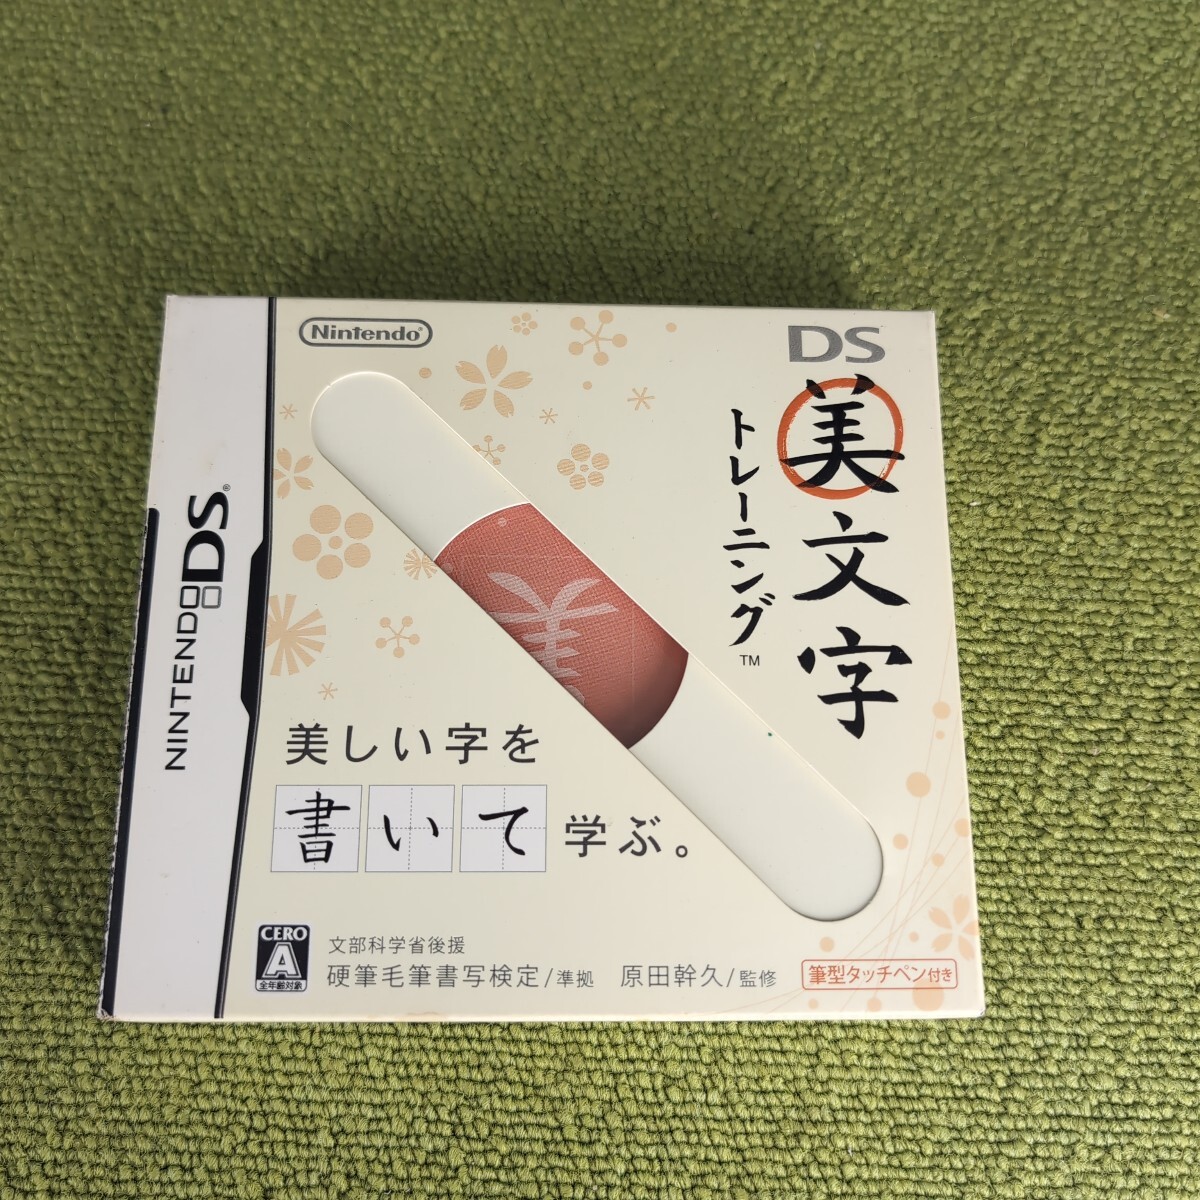 Nintendo®
DS
美文字
トレーニング™
NINTENDO DS®
美
美しい字を
書いて学ぶ。
CERO
A
全年齢対象
文部科学省後援
硬筆毛筆書写検定/準拠 原田幹久/監修
筆型タッチペン付き